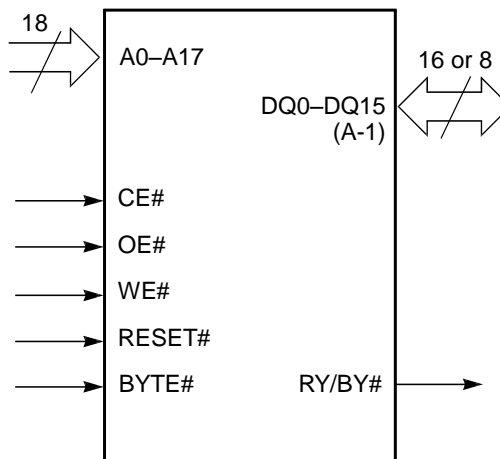 18
A0–A17
16 or 8
DQ0–DQ15
(A-1)
CE#
OE#
WE#
RESET#
BYTE#
RY/BY#